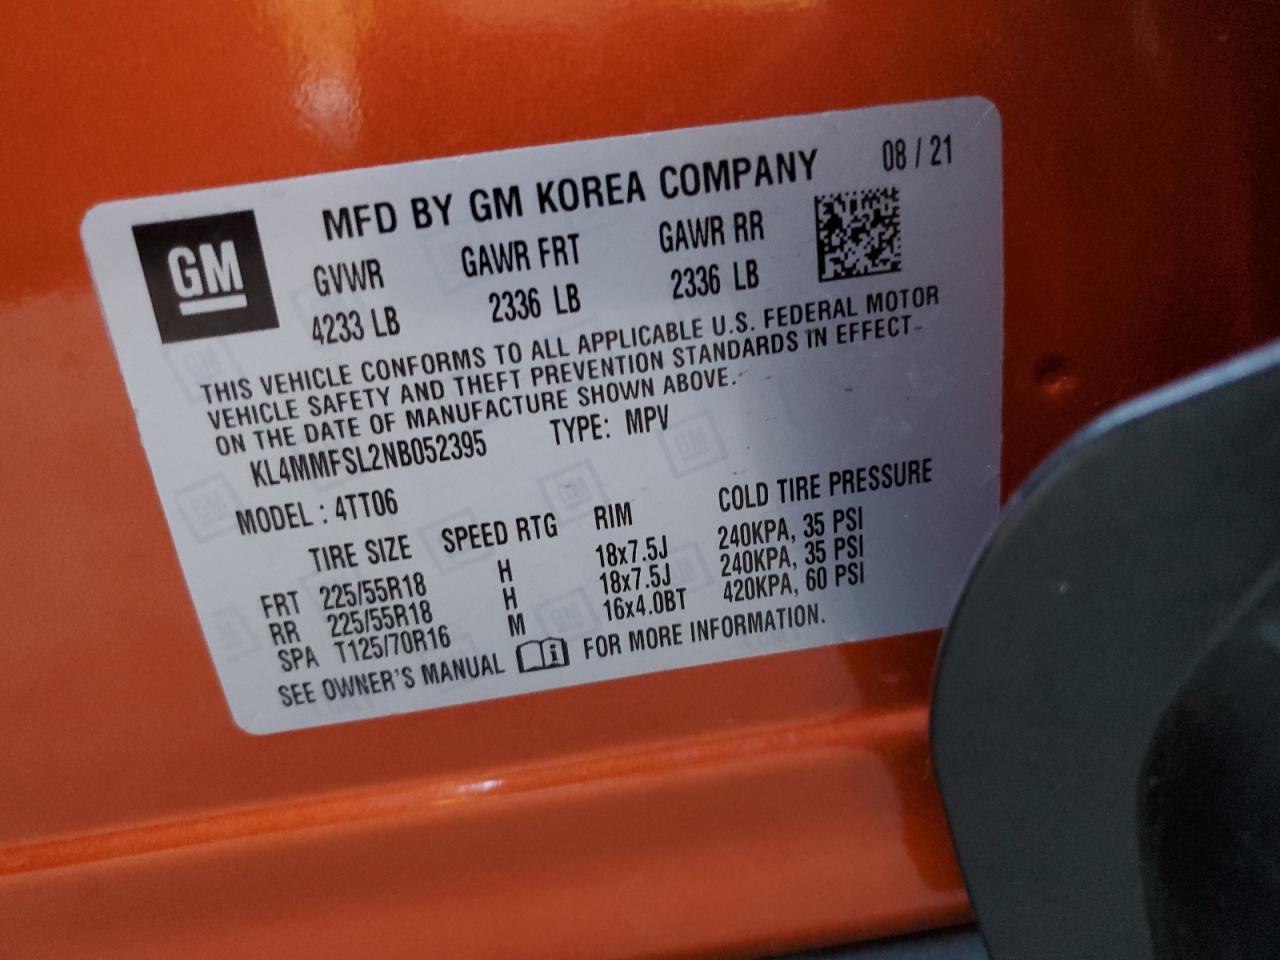 MFD BY GM KOREA COMPANY 08 / 21
GM
GVWR GAWR FRT GAWR RR
4233 LB 2336 LB 2336 LB
THIS VEHICLE CONFORMS TO ALL APPLICABLE U.S. FEDERAL MOTOR
VEHICLE SAFETY AND THEFT PREVENTION STANDARDS IN EFFECT
ON THE DATE OF MANUFACTURE SHOWN ABOVE.
KL4MMFSL2NB052395 TYPE: MPV
MODEL : 4TT06
TIRE SIZE SPEED RTG RIM COLD TIRE PRESSURE
FRT 225/55R18 H 18x7.5J 240KPA, 35 PSI
RR 225/55R18 H 18x7.5J 240KPA, 35 PSI
SPA T125/70R16 M 16x4.0BT 420KPA, 60 PSI
SEE OWNER'S MANUAL i FOR MORE INFORMATION.